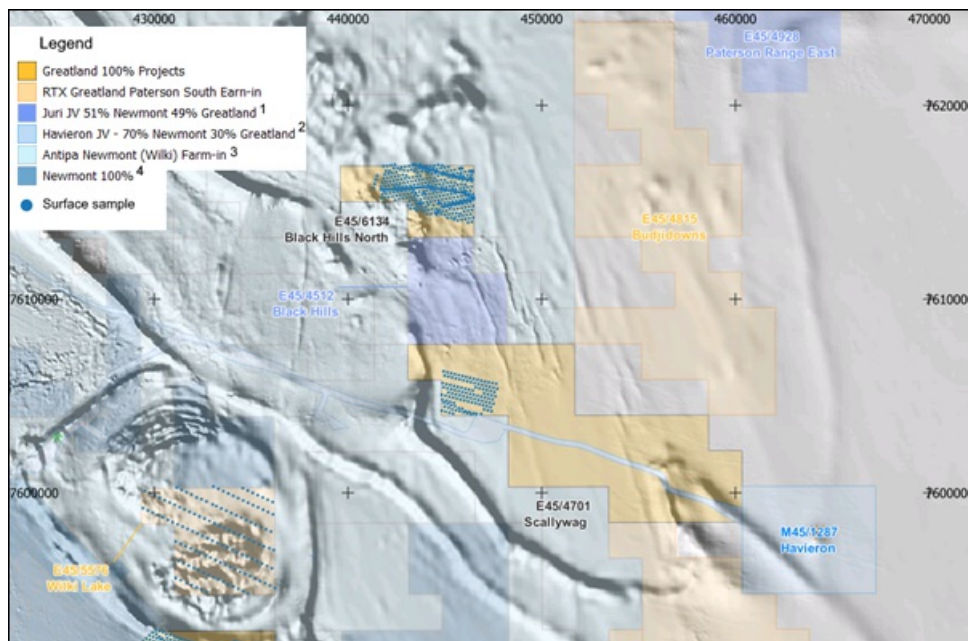 430000 440000 450000 460000 470000
Legend
Greatland 100% Projects
RTX Greatland Paterson South Earn-in
Juri JV 51% Newmont 49% Greatland 1
Havieron JV - 70% Newmont 30% Greatland 2
Antipa Newmont (Wilki) Farm-in 3
Newmont 100% 4
Surface sample
E45/4928
Paterson Range East
7620000
E45/6134
Black Hills North
E45/4815
Budjidowns
7610000 7610000
E45/4512
Black Hills
7600000 7600000
E45/4701
Scallywag
M45/1287
Havieron
E45/5576
Wilki Lake